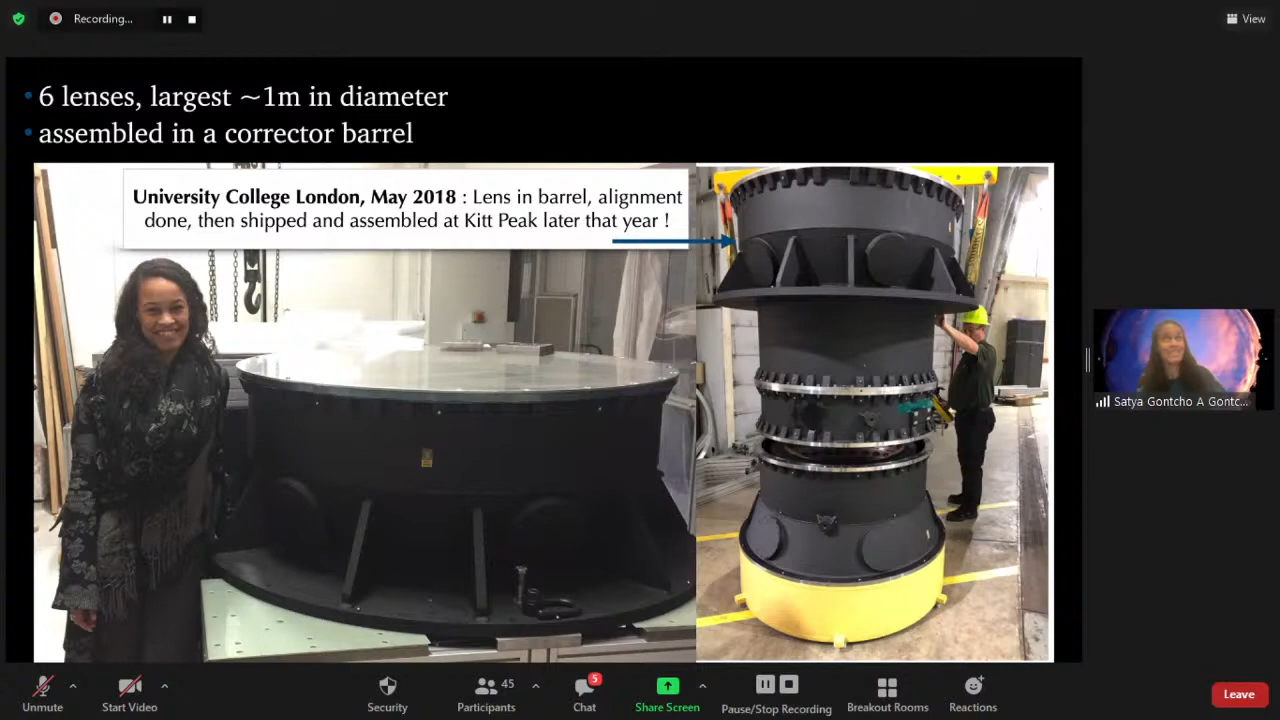 Recording...
View
• 6 lenses, largest ~1m in diameter
• assembled in a corrector barrel
University College London, May 2018 : Lens in barrel, alignment
done, then shipped and assembled at Kitt Peak later that year !
Satya Gontcho A Gontc...
Unmute
Start Video
Security
45
Participants
5
Chat
Share Screen
Pause/Stop Recording
Breakout Rooms
Reactions
Leave